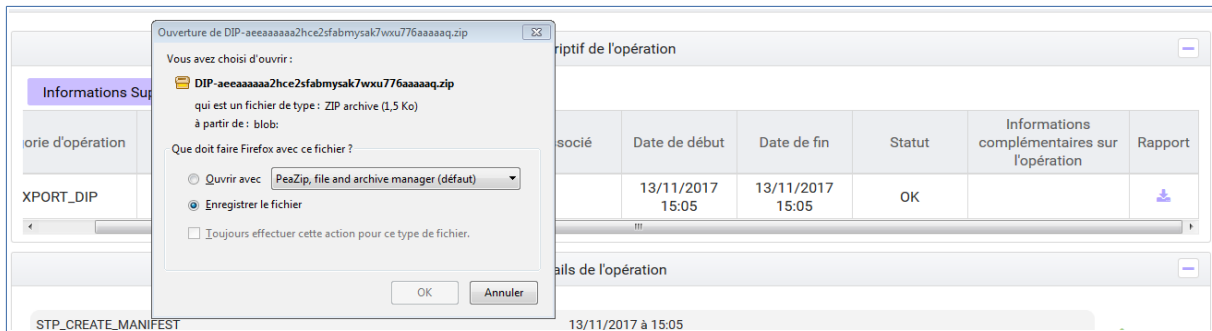 Ouverture de DIP-aeeaaaaaa2hce2sfabmysak7wxu776aaaaaq.zip
Vous avez choisi d'ouvrir :
DIP-aeeaaaaaa2hce2sfabmysak7wxu776aaaaaq.zip
qui est un fichier de type : ZIP archive (1,5 Ko)
à partir de : blob:
Que doit faire Firefox avec ce fichier ?
Ouvrir avec PeaZip, file and archive manager (défaut)
Enregistrer le fichier
Toujours effectuer cette action pour ce type de fichier.
OK Annuler
riptif de l'opération
Informations Sup
orie d'opération
socié
Date de début
Date de fin
Statut
Informations
complémentaires sur
l'opération
Rapport
XPORT_DIP
13/11/2017
15:05
13/11/2017
15:05
OK
ails de l'opération
STP_CREATE_MANIFEST
13/11/2017 à 15:05